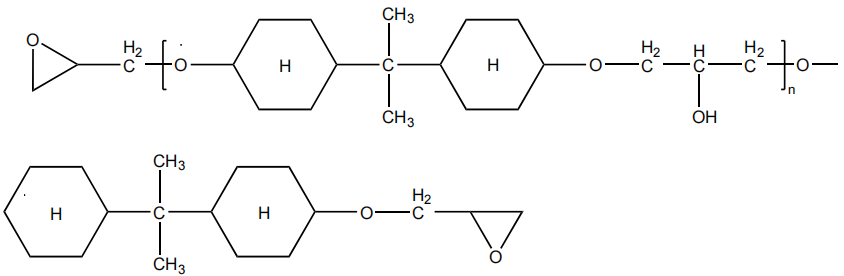 CH3
O H2 H2 H H2
C O H C H O C C C O
n
CH3 OH
CH3
H2
H C H O C
CH3 O